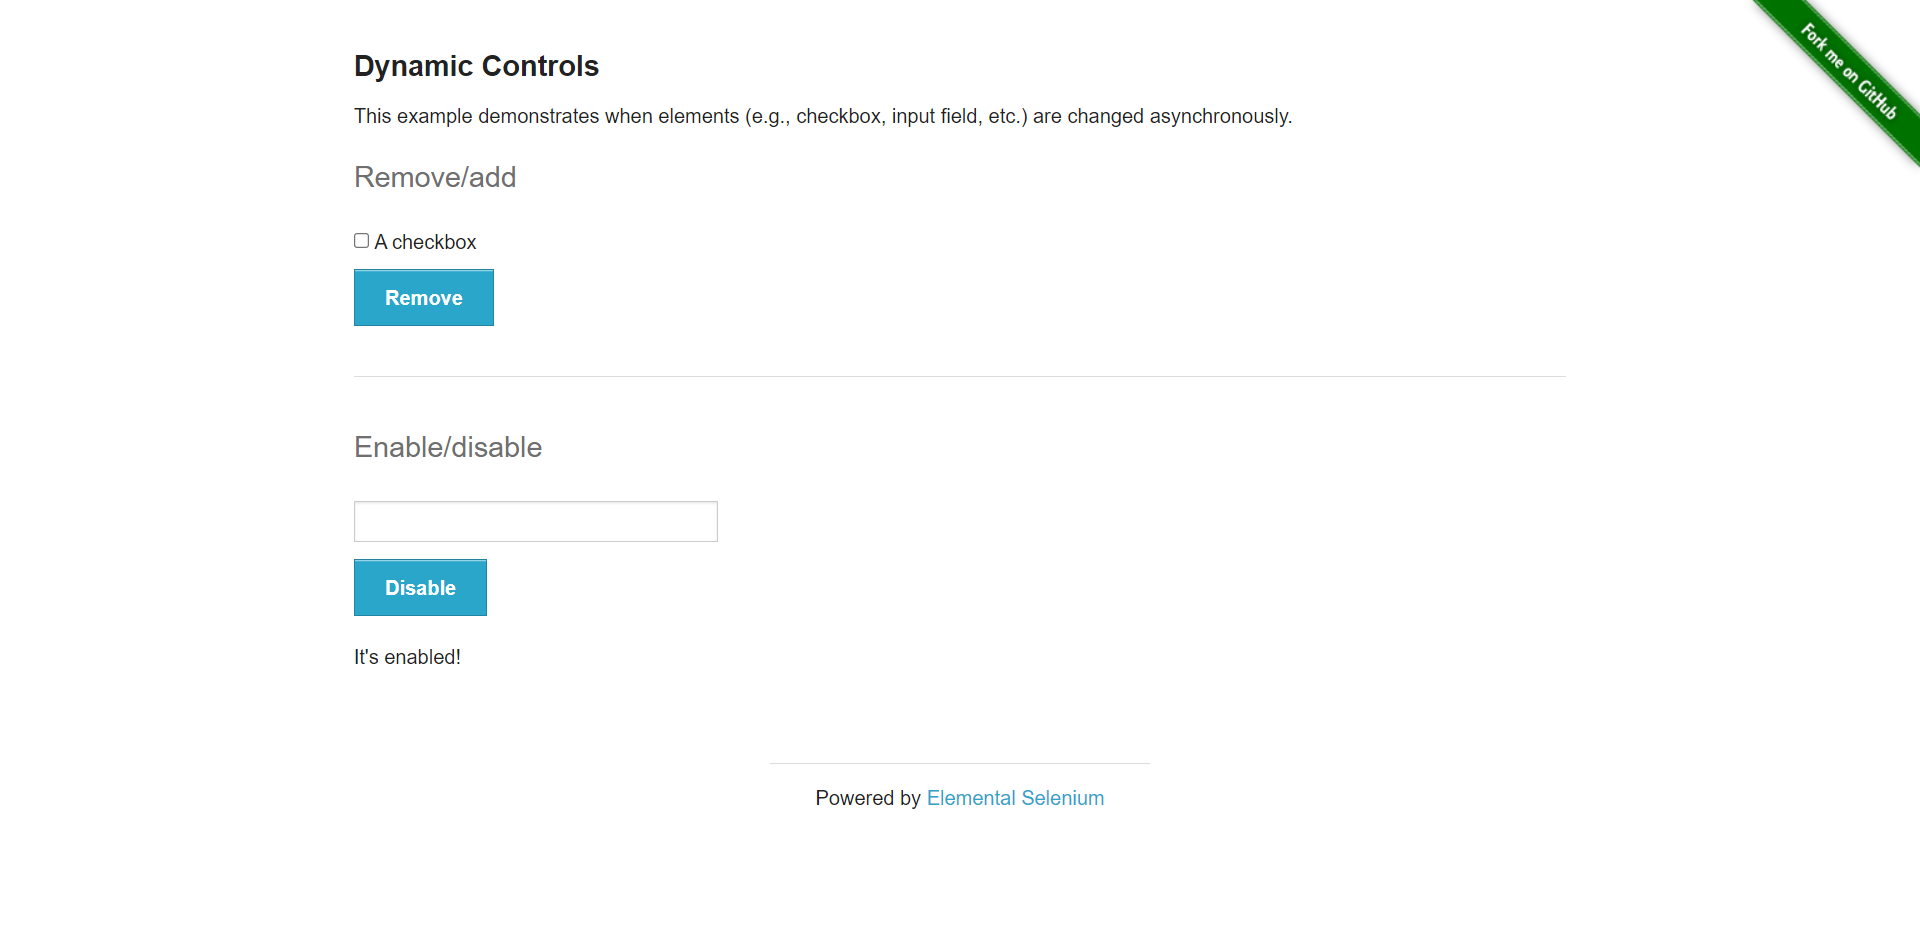 Fork me on GitHub
Dynamic Controls
This example demonstrates when elements (e.g., checkbox, input field, etc.) are changed asynchronously.
Remove/add
A checkbox
Remove
Enable/disable
Disable
It's enabled!
Powered by Elemental Selenium